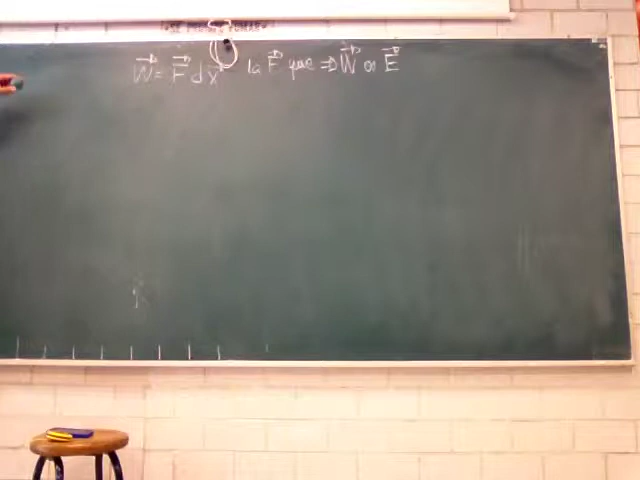 W⃗ = F⃗ d x⃗ la F⃗ que ⇒ W⃗ o E⃗